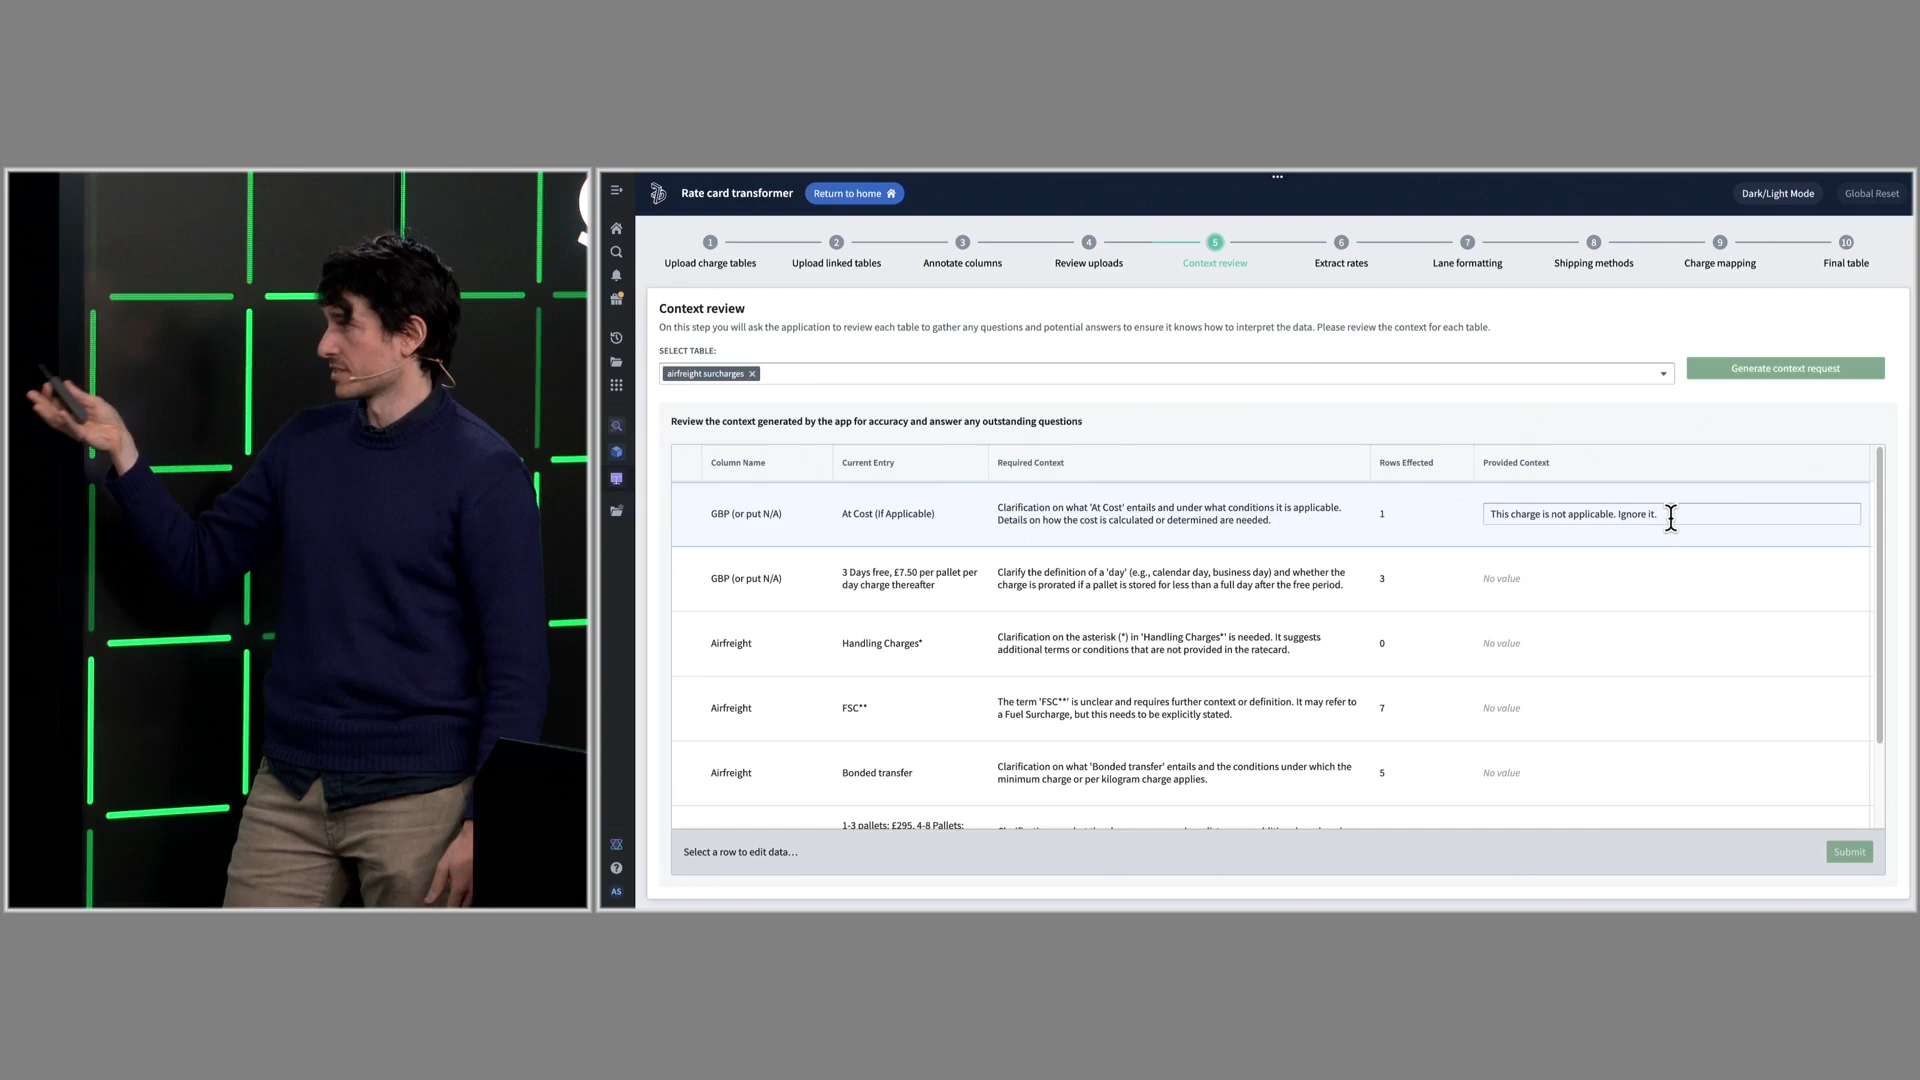 Rate card transformer
Return to home
Dark/Light Mode
Global Reset
1 2 3 4 5 6 7 8 9 10
Upload charge tables
Upload linked tables
Annotate columns
Review uploads
Context review
Extract rates
Lane formatting
Shipping methods
Charge mapping
Final table
Context review
On this step you will ask the application to review each table to gather any questions and potential answers to ensure it knows how to interpret the data. Please review the context for each table.
SELECT TABLE:
airfreight surcharges
Generate context request
Review the context generated by the app for accuracy and answer any outstanding questions
Column Name Current Entry Required Context Rows Effected Provided Context
GBP (or put N/A)
At Cost (If Applicable)
Clarification on what 'At Cost' entails and under what conditions it is applicable.
Details on how the cost is calculated or determined are needed.
1
This charge is not applicable. Ignore it.
GBP (or put N/A)
3 Days free, £7.50 per pallet per
day charge thereafter
Clarify the definition of a 'day' (e.g., calendar day, business day) and whether the
charge is prorated if a pallet is stored for less than a full day after the free period.
3
No value
Airfreight
Handling Charges*
Clarification on the asterisk (*) in 'Handling Charges*' is needed. It suggests
additional terms or conditions that are not provided in the ratecard.
0
No value
Airfreight
FSC**
The term 'FSC**' is unclear and requires further context or definition. It may refer to
a Fuel Surcharge, but this needs to be explicitly stated.
7
No value
Airfreight
Bonded transfer
Clarification on what 'Bonded transfer' entails and the conditions under which the
minimum charge or per kilogram charge applies.
5
No value
1-3 pallets: £295, 4-8 Pallets:
Select a row to edit data…
Submit
AS